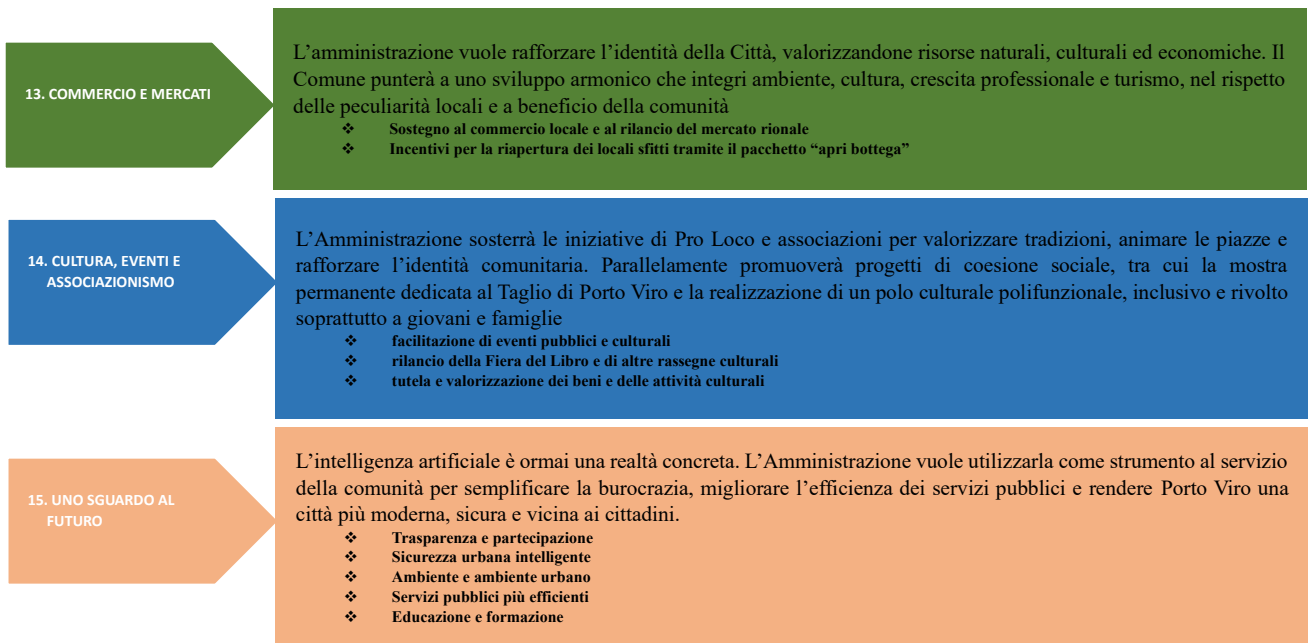 13. COMMERCIO E MERCATI
L'amministrazione vuole rafforzare l'identità della Città, valorizzandone risorse naturali, culturali ed economiche. Il
Comune punterà a uno sviluppo armonico che integri ambiente, cultura, crescita professionale e turismo, nel rispetto
delle peculiarità locali e a beneficio della comunità
❖ Sostegno al commercio locale e al rilancio del mercato rionale
❖ Incentivi per la riapertura dei locali sfitti tramite il pacchetto "apri bottega"
14. CULTURA, EVENTI E
ASSOCIAZIONISMO
L'Amministrazione sosterrà le iniziative di Pro Loco e associazioni per valorizzare tradizioni, animare le piazze e
rafforzare l'identità comunitaria. Parallelamente promuoverà progetti di coesione sociale, tra cui la mostra
permanente dedicata al Taglio di Porto Viro e la realizzazione di un polo culturale polifunzionale, inclusivo e rivolto
soprattutto a giovani e famiglie
❖ facilitazione di eventi pubblici e culturali
❖ rilancio della Fiera del Libro e di altre rassegne culturali
❖ tutela e valorizzazione dei beni e delle attività culturali
15. UNO SGUARDO AL
FUTURO
L'intelligenza artificiale è ormai una realtà concreta. L'Amministrazione vuole utilizzarla come strumento al servizio
della comunità per semplificare la burocrazia, migliorare l'efficienza dei servizi pubblici e rendere Porto Viro una
città più moderna, sicura e vicina ai cittadini.
❖ Trasparenza e partecipazione
❖ Sicurezza urbana intelligente
❖ Ambiente e ambiente urbano
❖ Servizi pubblici più efficienti
❖ Educazione e formazione